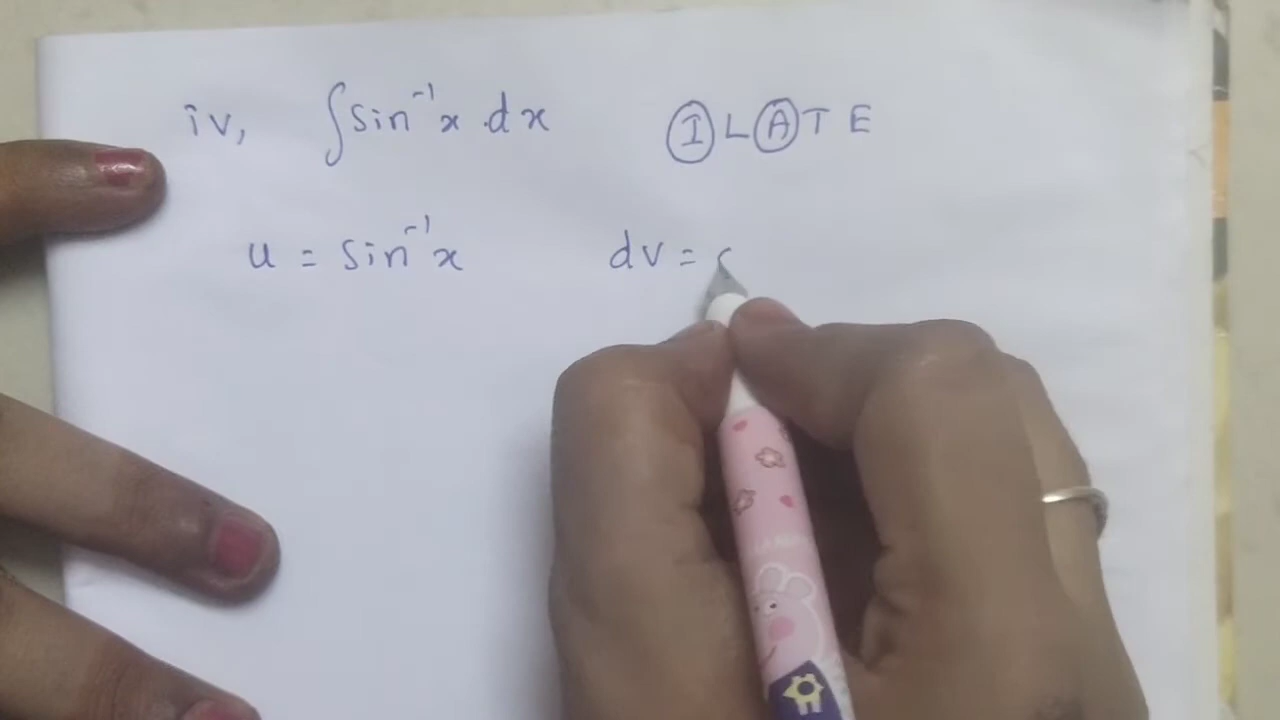 iv, ∫sin⁻¹x .dx ILATE
u = sin⁻¹x dv =